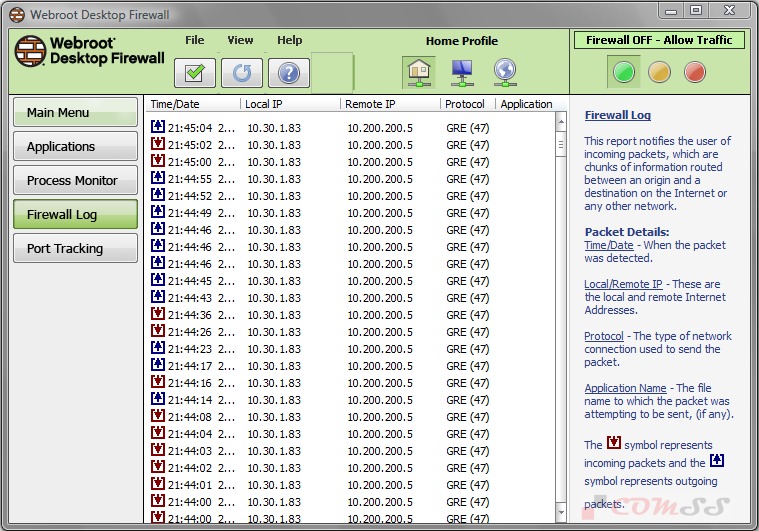 Webroot Desktop Firewall
Webroot®
Desktop Firewall
File View Help
Home Profile
Firewall OFF - Allow Traffic
Main Menu
Applications
Process Monitor
Firewall Log
Port Tracking
Time/Date Local IP Remote IP Protocol Application
21:45:04 2... 10.30.1.83 10.200.200.5 GRE (47)
21:45:02 2... 10.30.1.83 10.200.200.5 GRE (47)
21:45:00 2... 10.30.1.83 10.200.200.5 GRE (47)
21:44:55 2... 10.30.1.83 10.200.200.5 GRE (47)
21:44:52 2... 10.30.1.83 10.200.200.5 GRE (47)
21:44:49 2... 10.30.1.83 10.200.200.5 GRE (47)
21:44:46 2... 10.30.1.83 10.200.200.5 GRE (47)
21:44:46 2... 10.30.1.83 10.200.200.5 GRE (47)
21:44:46 2... 10.30.1.83 10.200.200.5 GRE (47)
21:44:45 2... 10.30.1.83 10.200.200.5 GRE (47)
21:44:43 2... 10.30.1.83 10.200.200.5 GRE (47)
21:44:36 2... 10.30.1.83 10.200.200.5 GRE (47)
21:44:26 2... 10.30.1.83 10.200.200.5 GRE (47)
21:44:23 2... 10.30.1.83 10.200.200.5 GRE (47)
21:44:17 2... 10.30.1.83 10.200.200.5 GRE (47)
21:44:16 2... 10.30.1.83 10.200.200.5 GRE (47)
21:44:14 2... 10.30.1.83 10.200.200.5 GRE (47)
21:44:08 2... 10.30.1.83 10.200.200.5 GRE (47)
21:44:04 2... 10.30.1.83 10.200.200.5 GRE (47)
21:44:03 2... 10.30.1.83 10.200.200.5 GRE (47)
21:44:02 2... 10.30.1.83 10.200.200.5 GRE (47)
21:44:01 2... 10.30.1.83 10.200.200.5 GRE (47)
21:44:00 2... 10.30.1.83 10.200.200.5 GRE (47)
21:44:00 2... 10.30.1.83 10.200.200.5 GRE (47)
Firewall Log
This report notifies the user of
incoming packets, which are
chunks of information routed
between an origin and a
destination on the Internet or
any other network.
Packet Details:
Time/Date - When the packet
was detected.
Local/Remote IP - These are
the local and remote Internet
Addresses.
Protocol - The type of network
connection used to send the
packet.
Application Name - The file
name to which the packet was
attempting to be sent, (if any).
The symbol represents
incoming packets and the
symbol represents outgoing
packets.
COMSS